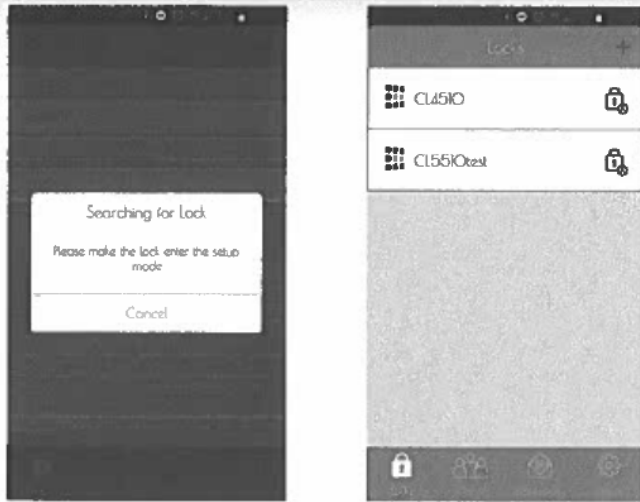 Searching for Lock
Please make the lock enter the setup
mode
Cancel
Locks
CL4510
CL5510test